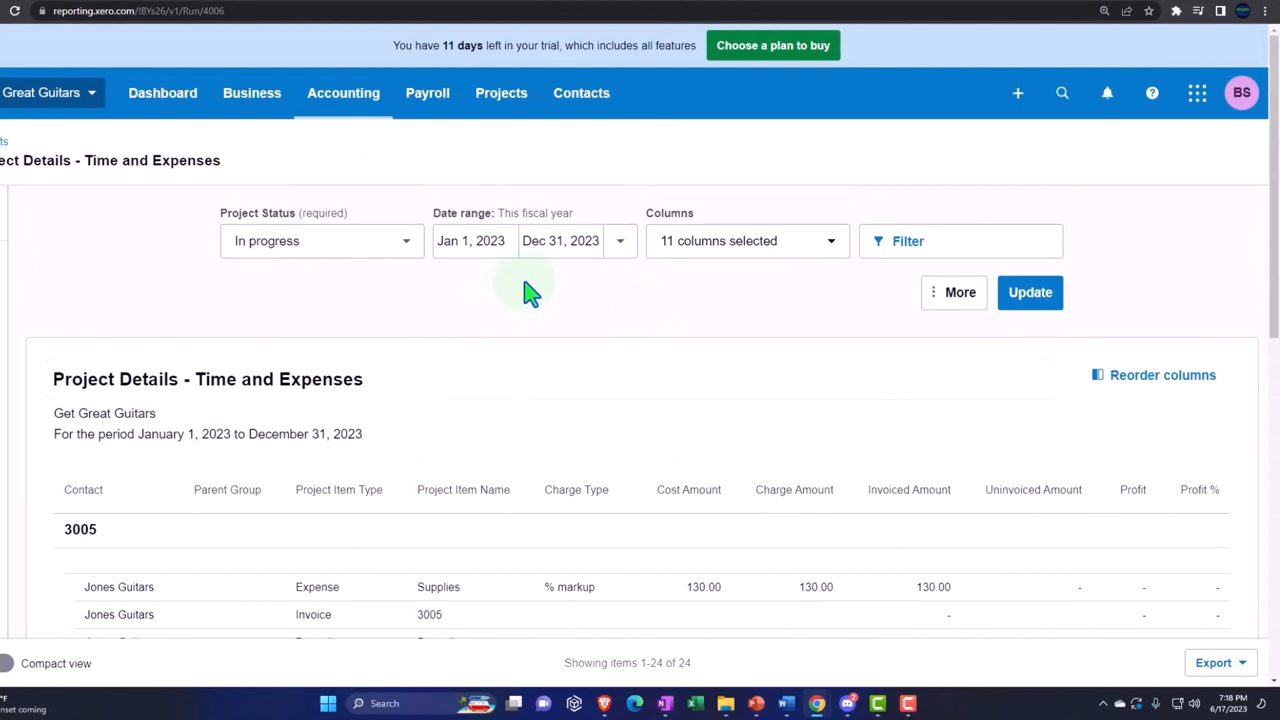 reporting.xero.com/!8Ys26/v1/Run/4006
You have 11 days left in your trial, which includes all features
Choose a plan to buy
Great Guitars
Dashboard
Business
Accounting
Payroll
Projects
Contacts
BS
ts
ect Details - Time and Expenses
Project Status (required)
Date range: This fiscal year
Columns
In progress
Jan 1, 2023
Dec 31, 2023
11 columns selected
Filter
More
Update
Project Details - Time and Expenses
Reorder columns
Get Great Guitars
For the period January 1, 2023 to December 31, 2023
Contact Parent Group Project Item Type Project Item Name Charge Type Cost Amount Charge Amount Invoiced Amount Uninvoiced Amount Profit Profit %
3005
Jones Guitars Expense Supplies % markup 130.00 130.00 130.00 - - -
Jones Guitars Invoice 3005 - - -
Compact view
Showing items 1-24 of 24
Export
°F
nset coming
Search
7:18 PM
6/17/2023